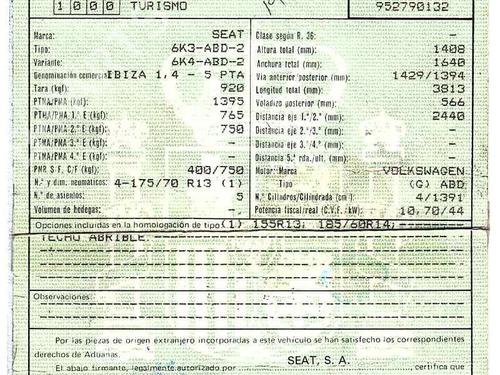 1000 TURISMO 952790132
Marca: SEAT Clase según R. 36: —
Tipo: 6K3-ABD-2 Altura total (mm): 1408
Variante: 6K4-ABD-2 Anchura total (mm): 1640
Denominación comercial IBIZA 1,4 - 5 PTA Vía anterior/posterior (mm): 1429/1394
Tara (kgf): 920 Longitud total (mm): 3813
PTMA/PMA (kgf): 1395 Voladizo posterior (mm): 566
PTMA/PMA 1.ª E (kgf): 765 Distancia eje 1.º/2.º (mm): 2440
PTMA/PMA 2.ª E (kgf): 750 Distancia eje 2.º/3.º (mm): —
PTMA/PMA 3.ª E (kgf): — Distancia eje 3.º/4.º (mm): —
PTMA/PMA 4.ª E (kgf): — Distancia 5.ª rda./ult. (mm): —
PMR S.F. C/F (kgf) 400/750 Motor: Marca VOLKSWAGEN
N.º y dim. neumáticos: 4-175/70 R13 (1) Tipo (G) ABD
N.º de asientos: 5 N.º Cilindros/Cilindrada (cm ) 4/1391
Volumen de bodegas: — Potencia fiscal/real (C.V.F./kW): 10,70/44
Opciones incluidas en la homologación de tipo: (1) 155R13; 185/60R14;
TECHO ABRIBLE.
Observaciones:
Por las piezas de origen extranjero incorporadas a este vehículo se han satisfecho los correspondientes
derechos de Aduanas. SEAT, S.A.
El abajo firmante, legalmente autorizado por certifica que